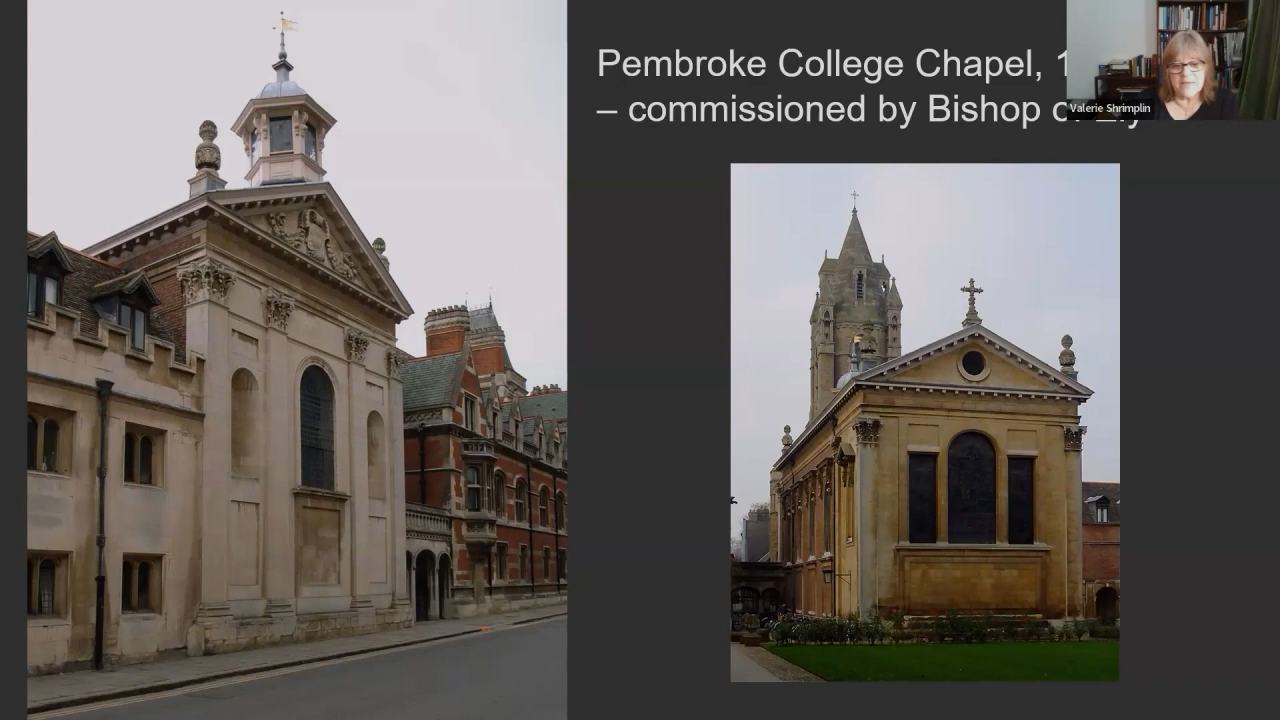 Pembroke College Chapel, 1
– commissioned by Bishop
Valerie Shrimplin